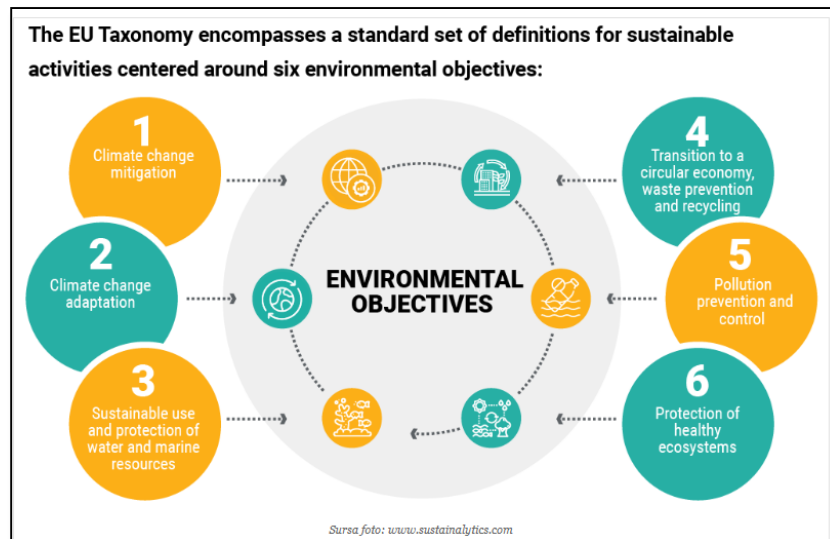 The EU Taxonomy encompasses a standard set of definitions for sustainable
activities centered around six environmental objectives:
1
Climate change
mitigation
2
Climate change
adaptation
3
Sustainable use
and protection of
water and marine
resources
ENVIRONMENTAL
OBJECTIVES
4
Transition to a
circular economy,
waste prevention
and recycling
5
Pollution
prevention and
control
6
Protection of
healthy
ecosystems
Sursa foto: www.sustainalytics.com